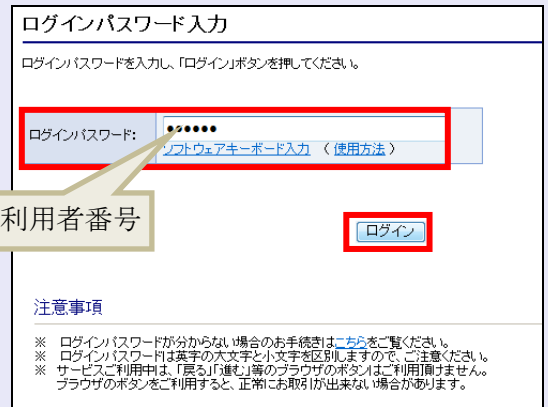 ログインパスワード入力
ログインパスワードを入力し、「ログイン」ボタンを押してください。
ログインパスワード: ●●●●●●
ソフトウェアキーボード入力 （使用方法）
利用者番号
ログイン
注意事項
※ ログインパスワードが分からない場合のお手続きはこちらをご覧ください。
※ ログインパスワードは英字の大文字と小文字を区別しますので、ご注意ください。
※ サービスご利用中は、「戻る」「進む」等のブラウザのボタンはご利用頂けません。
ブラウザのボタンをご利用すると、正常にお取引が出来ない場合があります。